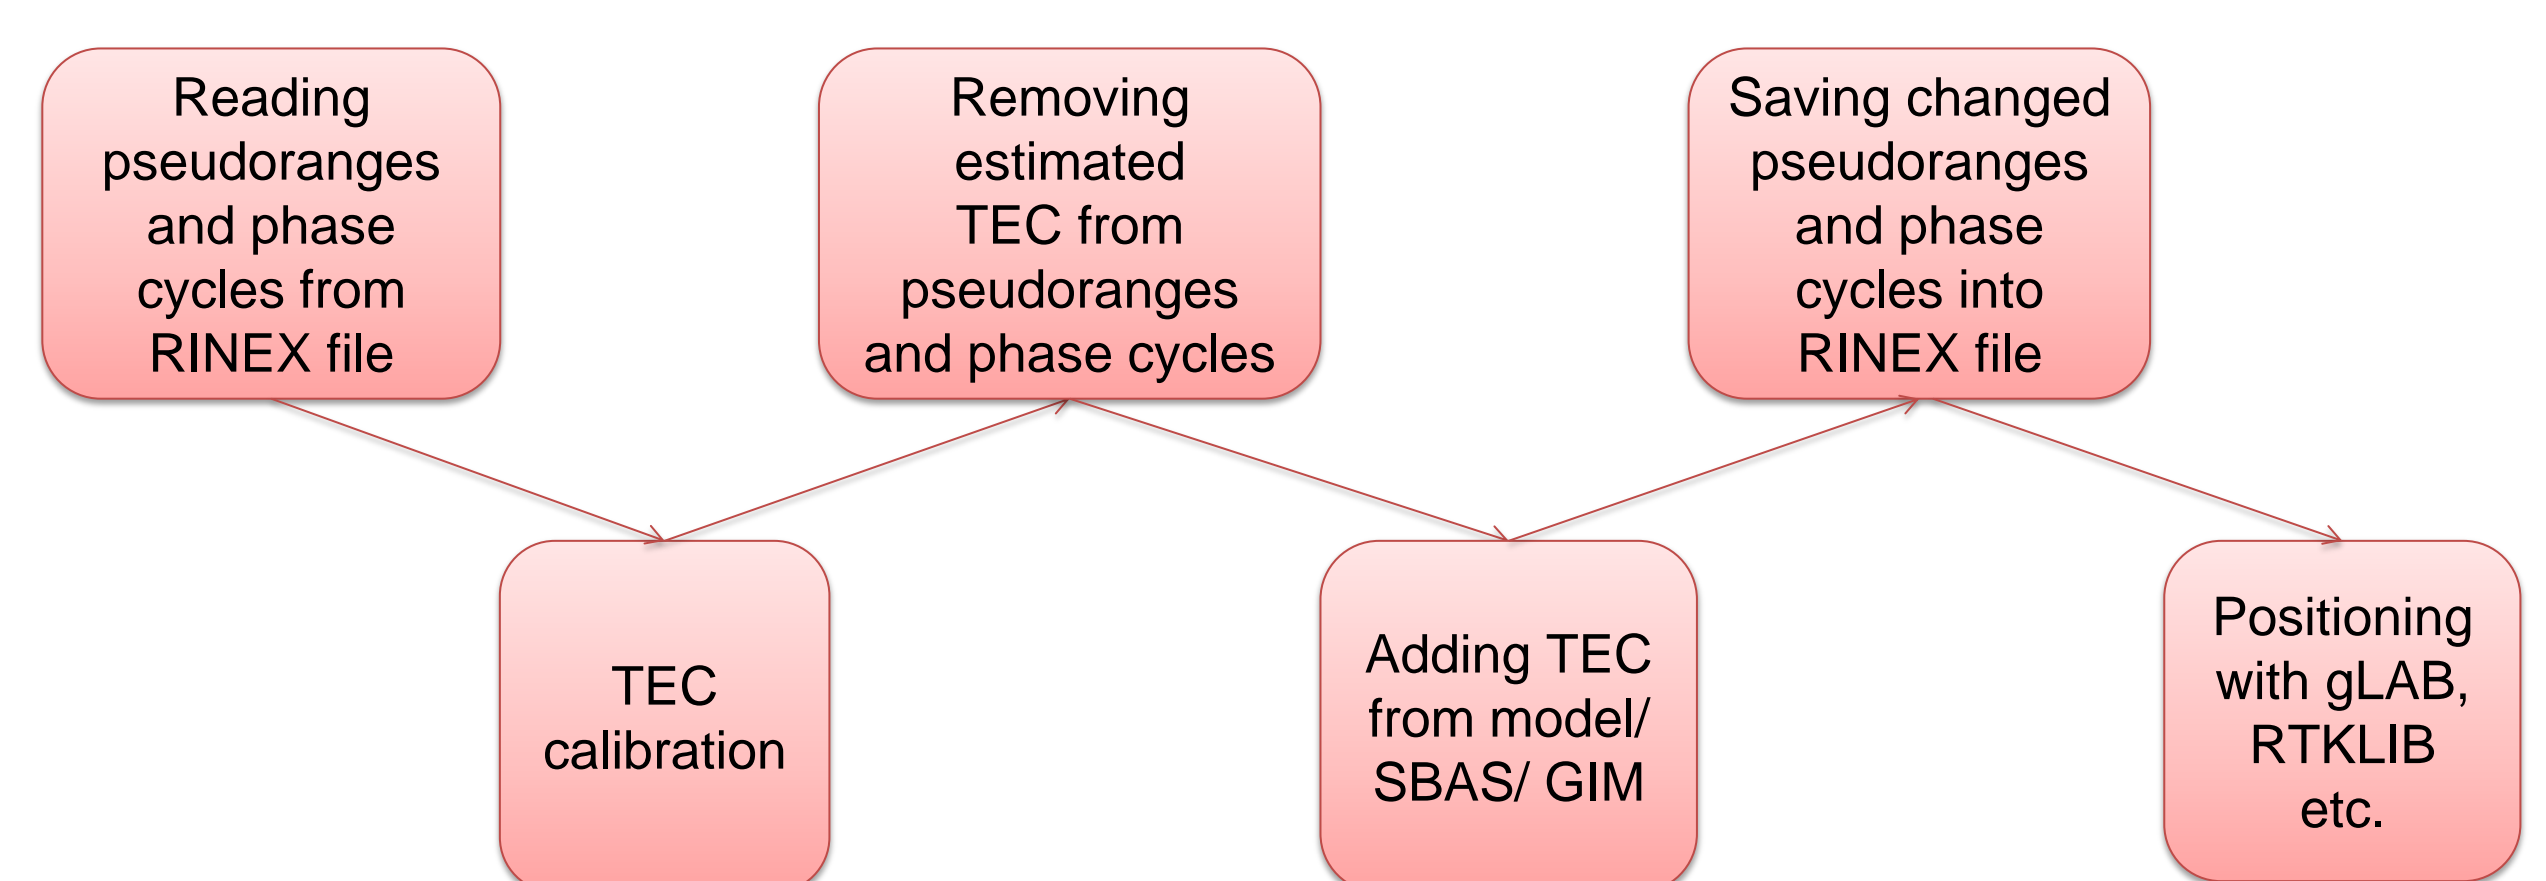 Reading
pseudoranges
and phase
cycles from
RINEX file
TEC
calibration
Removing
estimated
TEC from
pseudoranges
and phase cycles
Adding TEC
from model/
SBAS/ GIM
Saving changed
pseudoranges
and phase
cycles into
RINEX file
Positioning
with gLAB,
RTKLIB
etc.